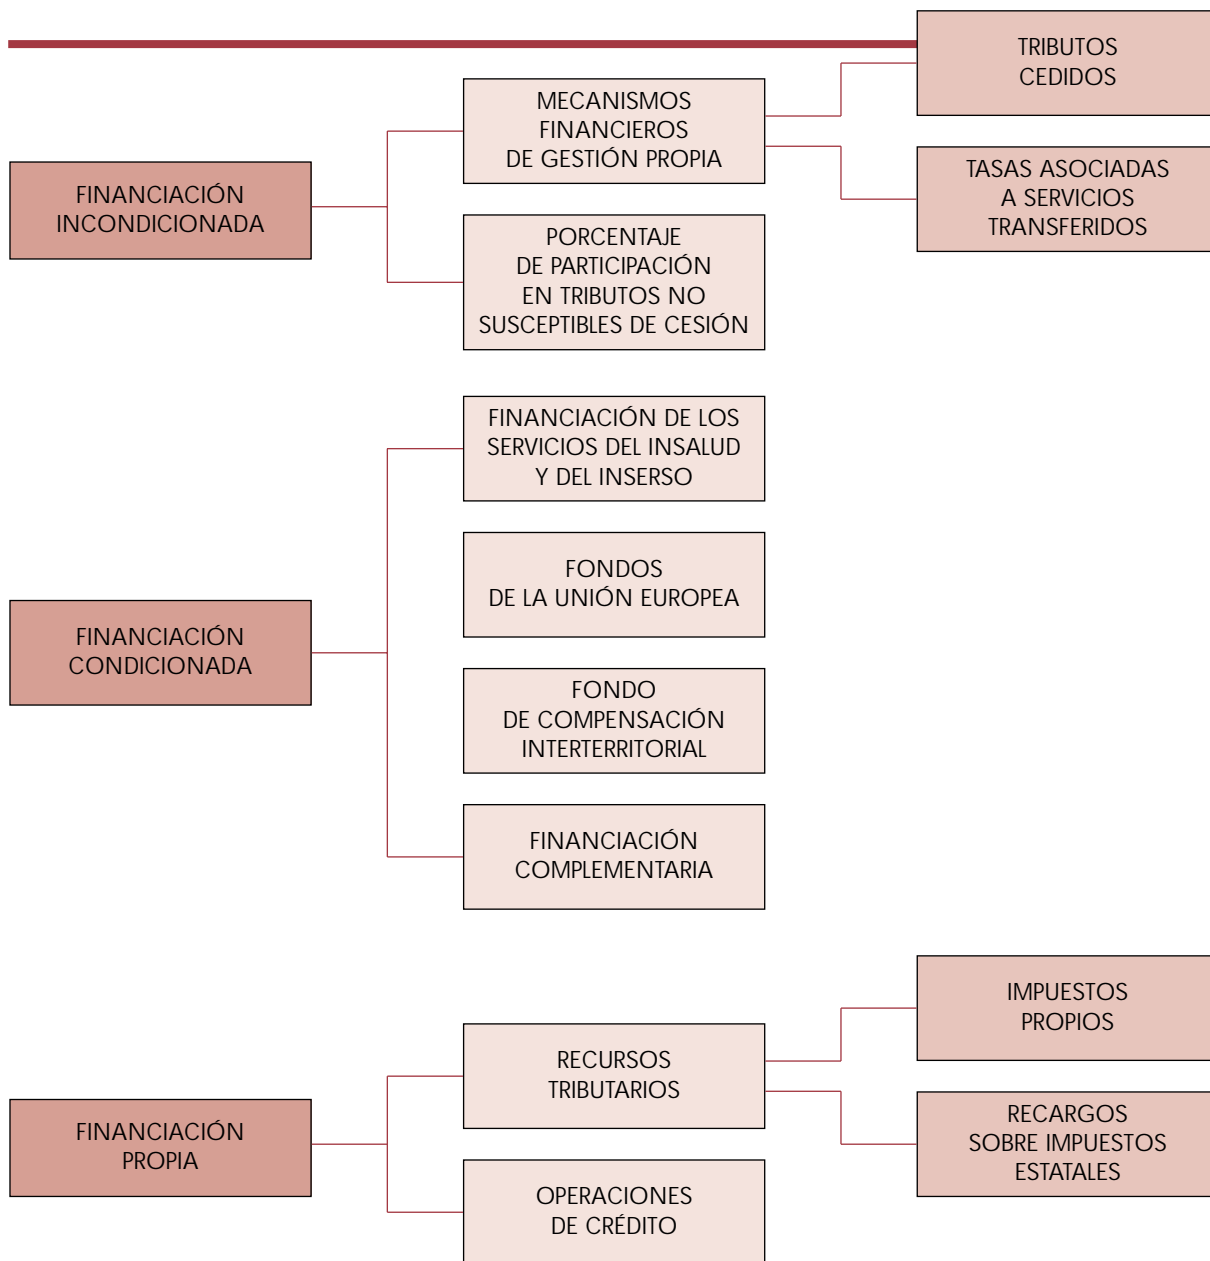 FINANCIACIÓN
INCONDICIONADA
MECANISMOS
FINANCIEROS
DE GESTIÓN PROPIA
TRIBUTOS
CEDIDOS
TASAS ASOCIADAS
A SERVICIOS
TRANSFERIDOS
PORCENTAJE
DE PARTICIPACIÓN
EN TRIBUTOS NO
SUSCEPTIBLES DE CESIÓN
FINANCIACIÓN
CONDICIONADA
FINANCIACIÓN DE LOS
SERVICIOS DEL INSALUD
Y DEL INSERSO
FONDOS
DE LA UNIÓN EUROPEA
FONDO
DE COMPENSACIÓN
INTERTERRITORIAL
FINANCIACIÓN
COMPLEMENTARIA
FINANCIACIÓN
PROPIA
RECURSOS
TRIBUTARIOS
IMPUESTOS
PROPIOS
RECARGOS
SOBRE IMPUESTOS
ESTATALES
OPERACIONES
DE CRÉDITO